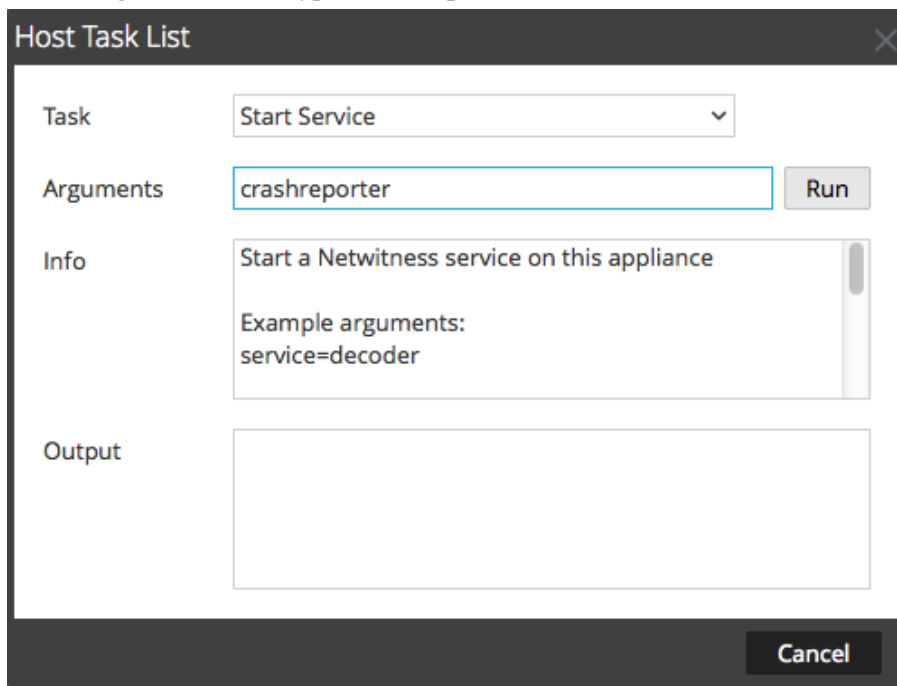 Host Task List
Task
Start Service
Arguments
crashreporter
Run
Info
Start a Netwitness service on this appliance
Example arguments:
service=decoder
Output
Cancel